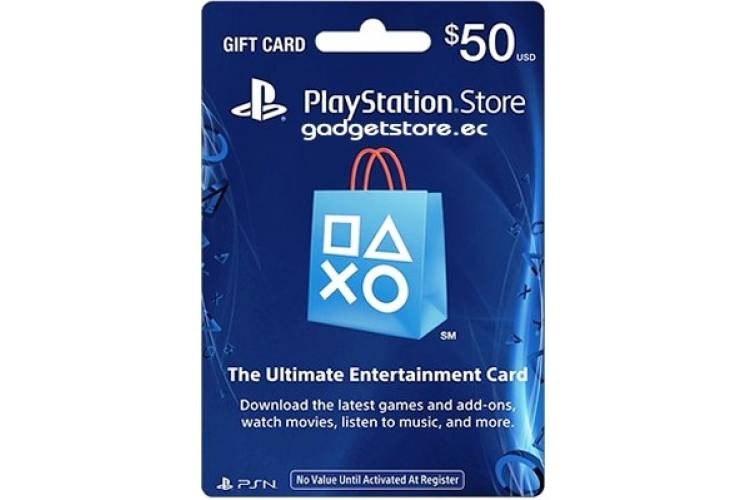 GIFT CARD
$50 USD
PlayStation.Store
gadgetstore.ec
SM
The Ultimate Entertainment Card
Download the latest games and add-ons,
watch movies, listen to music, and more.
PSN
No Value Until Activated At Register